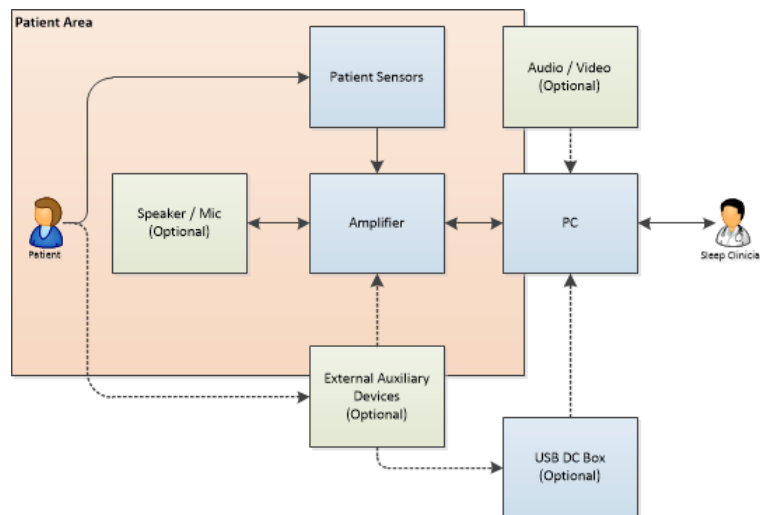 Patient Area
Patient Sensors
Audio / Video
(Optional)
Speaker / Mic
(Optional)
Amplifier
PC
Patient
Sleep Clinicia
External Auxiliary
Devices
(Optional)
USB DC Box
(Optional)